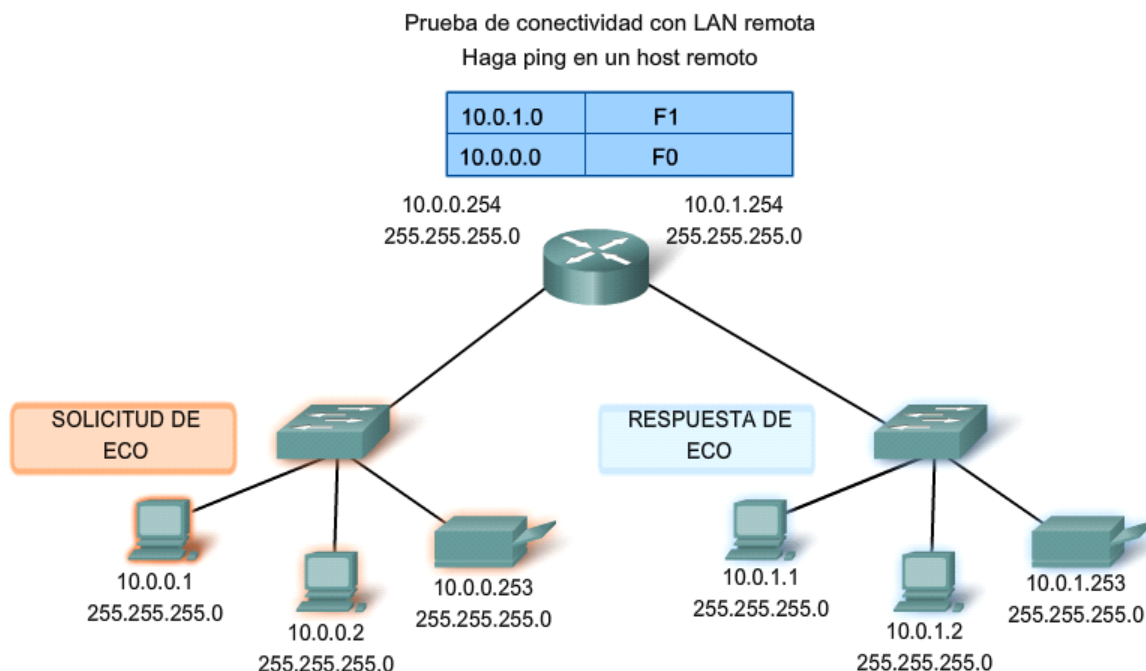 Prueba de conectividad con LAN remota
Haga ping en un host remoto
10.0.1.0 F1
10.0.0.0 F0
10.0.0.254
255.255.255.0
10.0.1.254
255.255.255.0
SOLICITUD DE
ECO
RESPUESTA DE
ECO
10.0.0.1
255.255.255.0
10.0.0.2
255.255.255.0
10.0.0.253
255.255.255.0
10.0.1.1
255.255.255.0
10.0.1.2
255.255.255.0
10.0.1.253
255.255.255.0